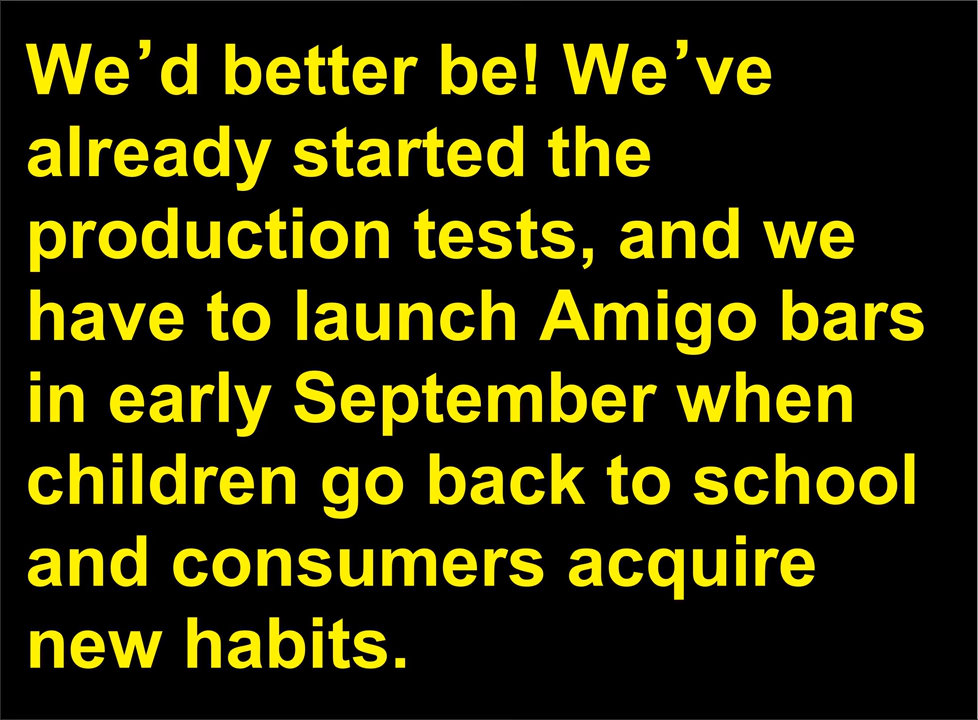 We’d better be! We’ve
already started the
production tests, and we
have to launch Amigo bars
in early September when
children go back to school
and consumers acquire
new habits.